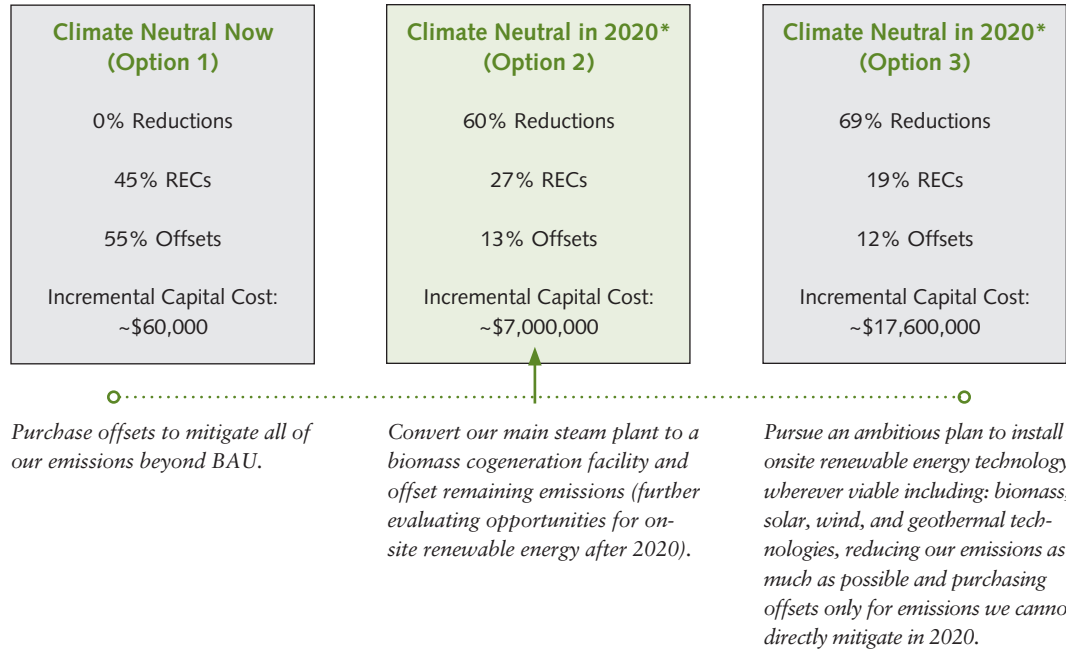 Climate Neutral Now
(Option 1)
0% Reductions
45% RECs
55% Offsets
Incremental Capital Cost:
~$60,000
Climate Neutral in 2020*
(Option 2)
60% Reductions
27% RECs
13% Offsets
Incremental Capital Cost:
~$7,000,000
Climate Neutral in 2020*
(Option 3)
69% Reductions
19% RECs
12% Offsets
Incremental Capital Cost:
~$17,600,000
Purchase offsets to mitigate all of
our emissions beyond BAU.
Convert our main steam plant to a
biomass cogeneration facility and
offset remaining emissions (further
evaluating opportunities for on-
site renewable energy after 2020).
Pursue an ambitious plan to install
onsite renewable energy technology
wherever viable including: biomass,
solar, wind, and geothermal tech-
nologies, reducing our emissions as
much as possible and purchasing
offsets only for emissions we canno
directly mitigate in 2020.